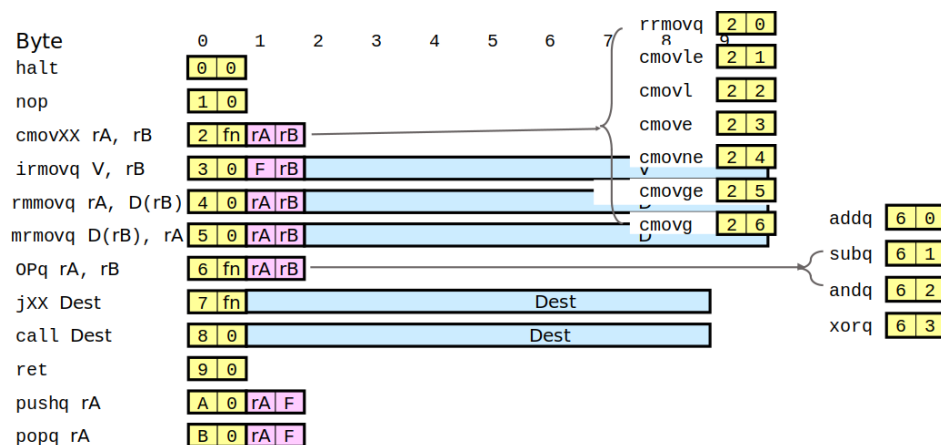 Byte 0 1 2 3 4 5 6 7 8 9
halt 0 0
nop 1 0
cmovXX rA, rB 2 fn rA rB
irmovq V, rB 3 0 F rB V
rmmovq rA, D(rB) 4 0 rA rB D
mrmovq D(rB), rA 5 0 rA rB D
OPq rA, rB 6 fn rA rB
jXX Dest 7 fn Dest
call Dest 8 0 Dest
ret 9 0
pushq rA A 0 rA F
popq rA B 0 rA F
rrmovq 2 0
cmovle 2 1
cmovl 2 2
cmove 2 3
cmovne 2 4
cmovge 2 5
cmovg 2 6
addq 6 0
subq 6 1
andq 6 2
xorq 6 3